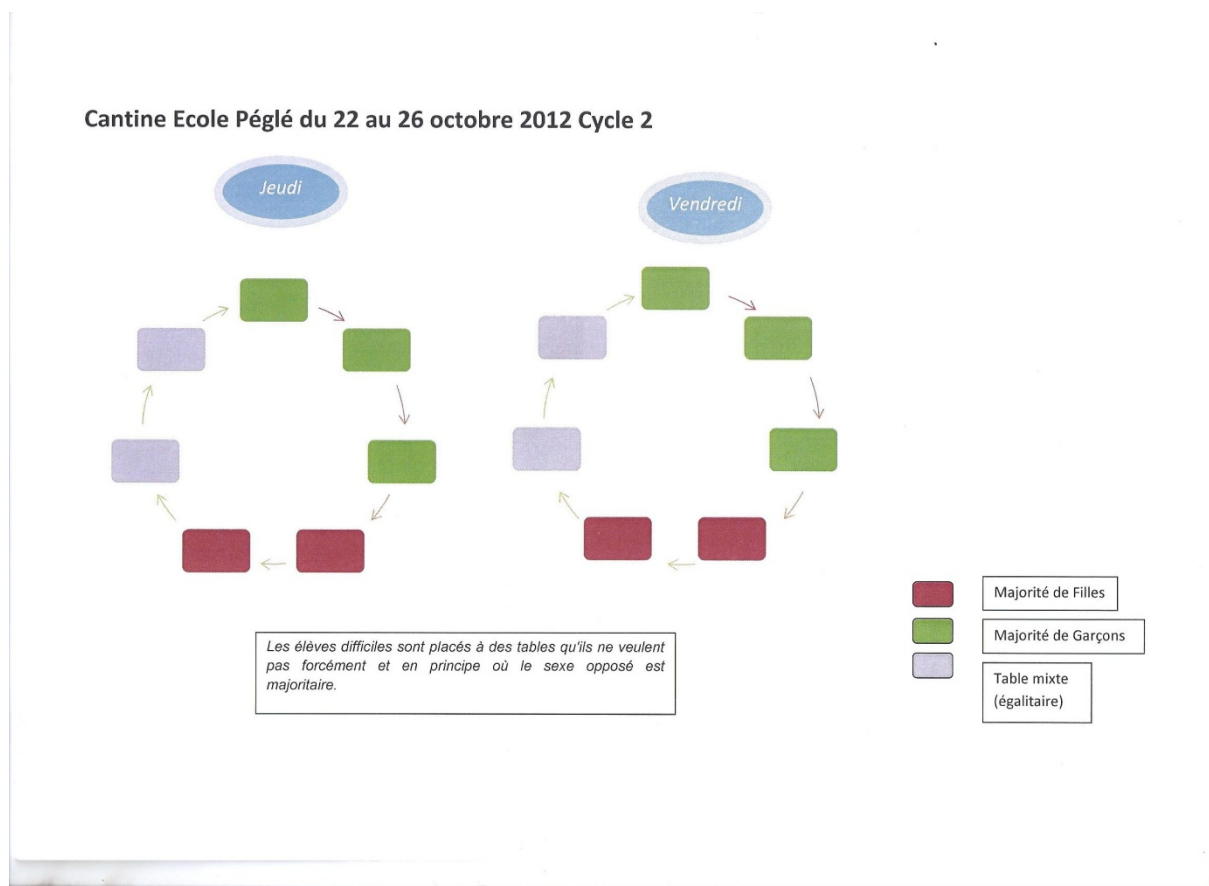 Cantine Ecole Péglé du 22 au 26 octobre 2012 Cycle 2
Jeudi
Vendredi
Majorité de Filles
Majorité de Garçons
Table mixte
(égalitaire)
Les élèves difficiles sont placés à des tables qu'ils ne veulent
pas forcément et en principe où le sexe opposé est
majoritaire.